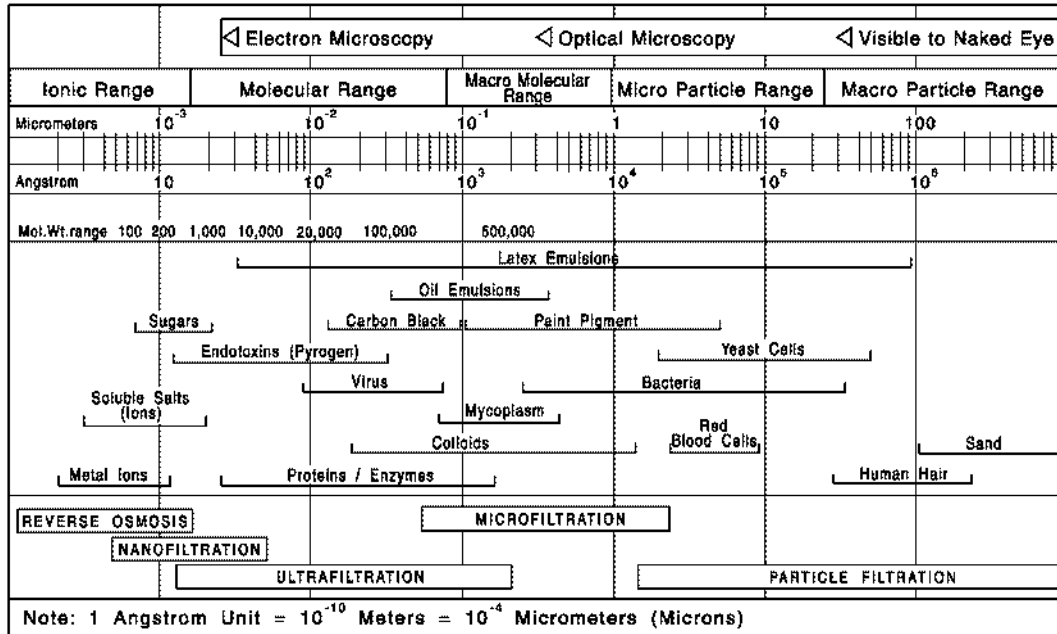 ◁ Electron Microscopy ◁ Optical Microscopy ◁ Visible to Naked Eye
Ionic Range Molecular Range Macro Molecular Range Micro Particle Range Macro Particle Range
Micrometers 10⁻³ 10⁻² 10⁻¹ 1 10 100
Angstrom 10 10² 10³ 10⁴ 10⁵ 10⁶
Mol.Wt.range 100 200 1,000 10,000 20,000 100,000 500,000
Latex Emulsions
Oil Emulsions
Sugars Carbon Black Paint Pigment
Endotoxins (Pyrogen) Yeast Cells
Virus Bacteria
Soluble Salts (Ions) Mycoplasm
Colloids Red Blood Cells Sand
Metal Ions Proteins / Enzymes Human Hair
REVERSE OSMOSIS MICROFILTRATION
NANOFILTRATION
ULTRAFILTRATION PARTICLE FILTRATION
Note: 1 Angstrom Unit = 10⁻¹⁰ Meters = 10⁻⁴ Micrometers (Microns)